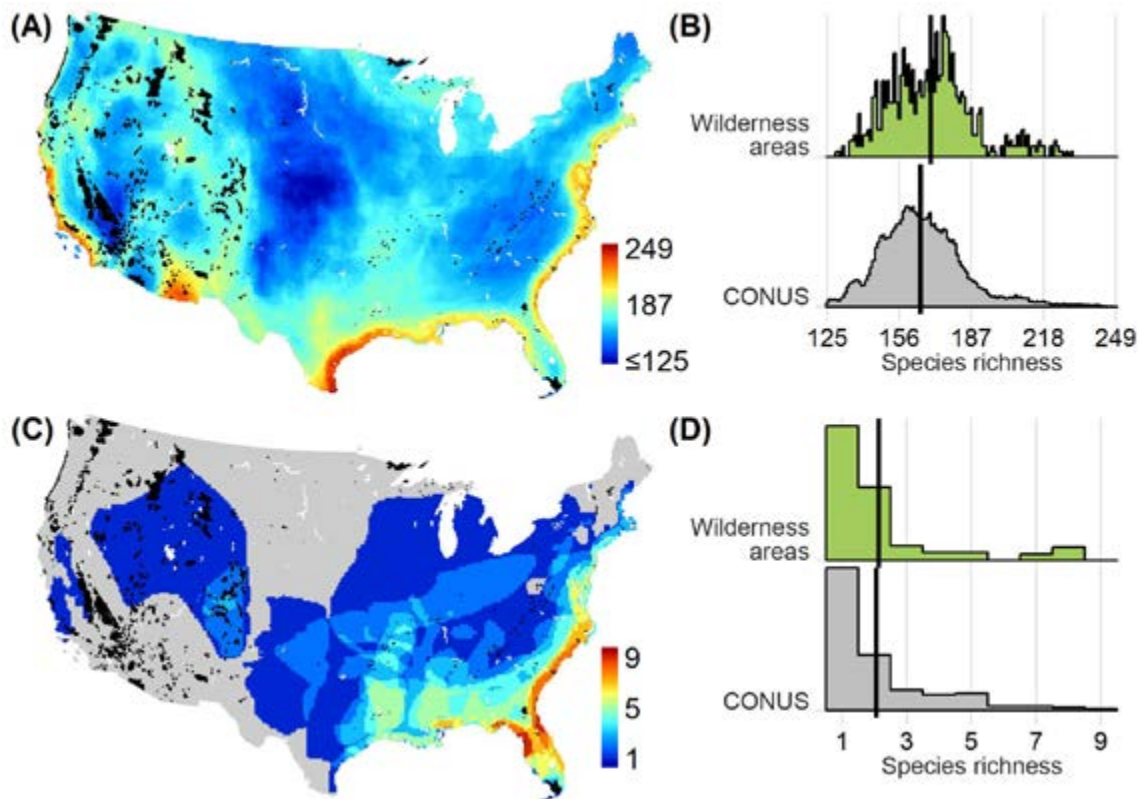 (A)
249
187
≤125
(B)
Wilderness
areas
CONUS
125 156 187 218 249
Species richness
(C)
9
5
1
(D)
Wilderness
areas
CONUS
1 3 5 7 9
Species richness